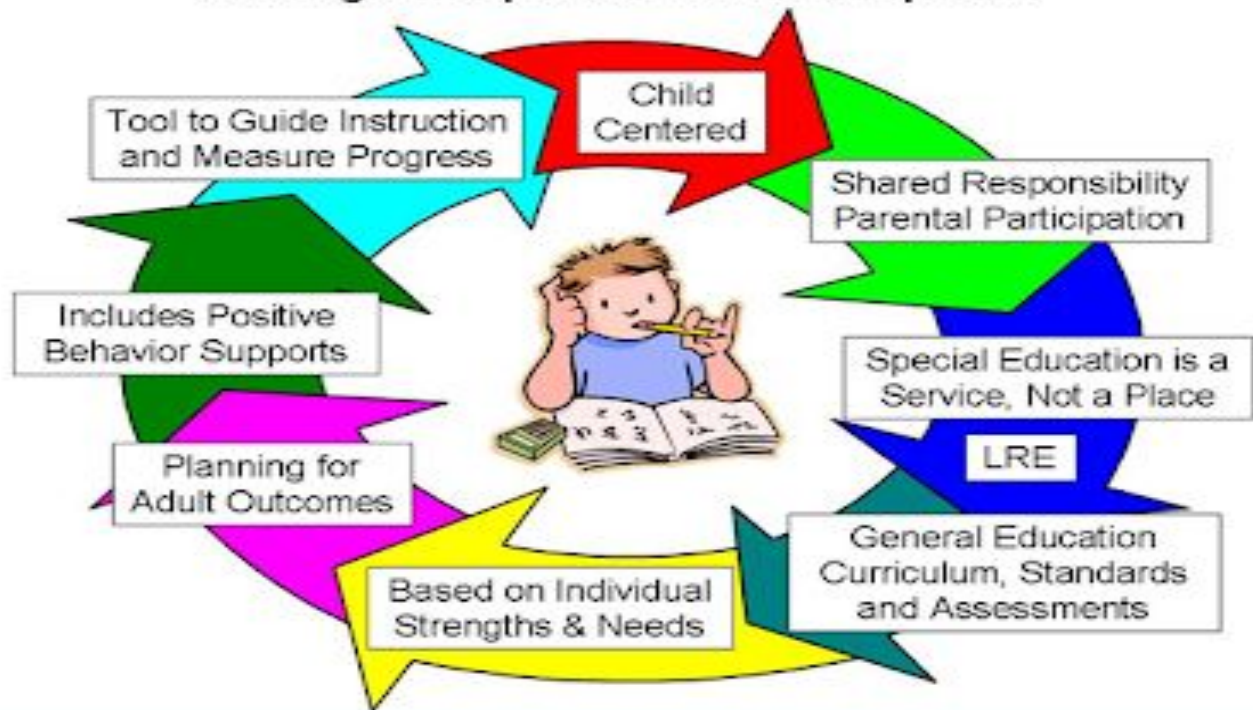 Child
Centered
Shared Responsibility
Parental Participation
Special Education is a
Service, Not a Place
LRE
General Education
Curriculum, Standards
and Assessments
Based on Individual
Strengths & Needs
Planning for
Adult Outcomes
Includes Positive
Behavior Supports
Tool to Guide Instruction
and Measure Progress